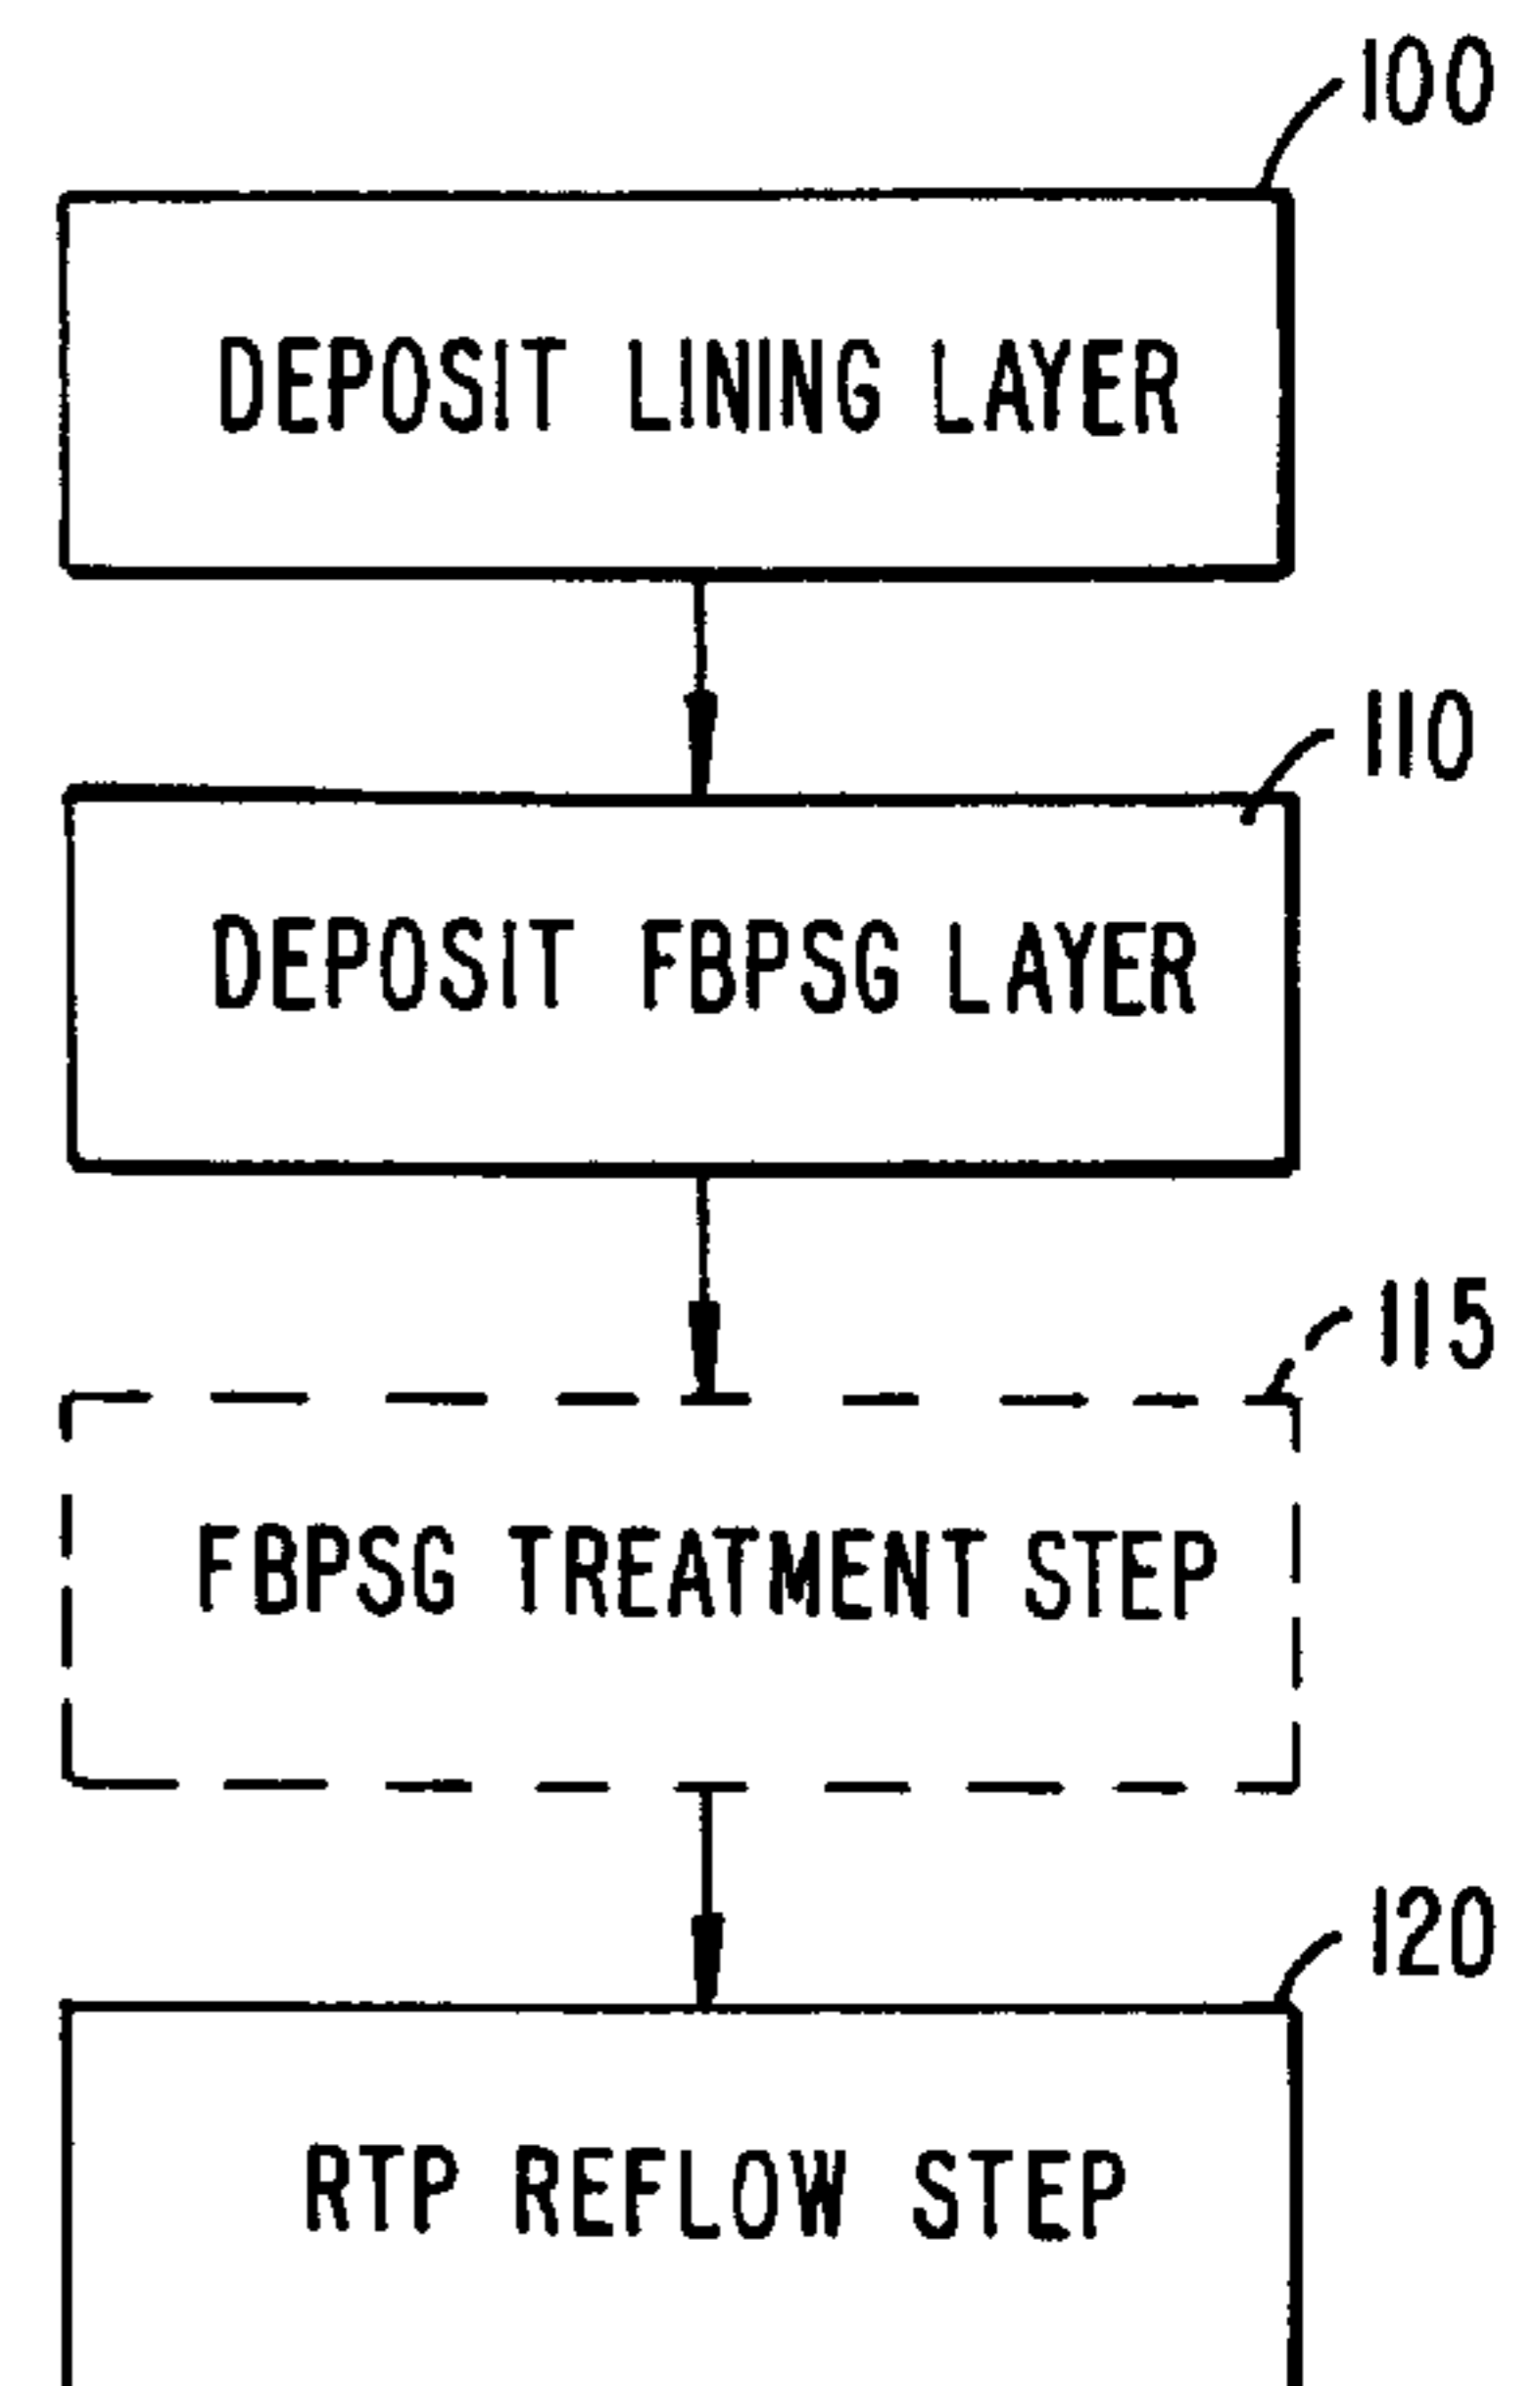 100
DEPOSIT LINING LAYER
110
DEPOSIT FBPSG LAYER
115
FBPSG TREATMENT STEP
120
RTP REFLOW STEP